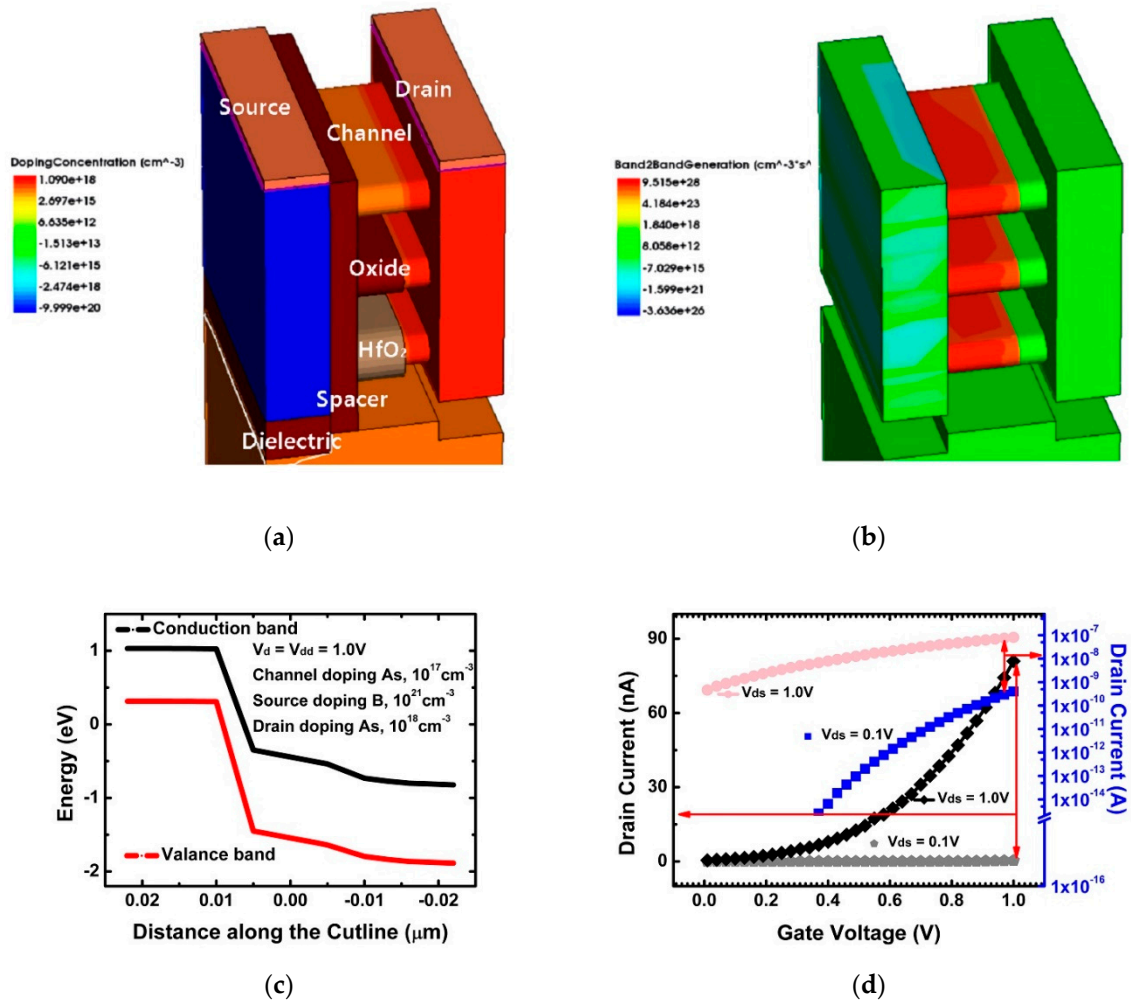 Source
Drain
Channel
Oxide
HfO₂
Spacer
Dielectric
DopingConcentration (cm^-3)
1.090e+18
2.697e+15
6.635e+12
-1.513e+13
-6.121e+15
-2.474e+18
-9.999e+20
(a)
Band2BandGeneration (cm^-3*s^
9.515e+28
4.184e+23
1.840e+18
8.058e+12
-7.029e+15
-1.599e+21
-3.636e+26
(b)
Conduction band
Vd = Vdd = 1.0V
Channel doping As, 10¹⁷cm⁻³
Source doping B, 10²¹cm⁻³
Drain doping As, 10¹⁸cm⁻³
Valance band
Energy (eV)
1
0
-1
-2
0.02 0.01 0.00 -0.01 -0.02
Distance along the Cutline (μm)
(c)
Drain Current (nA)
90
60
30
0
Vds = 1.0V
Vds = 0.1V
Vds = 1.0V
Vds = 0.1V
1x10⁻⁷
1x10⁻⁸
1x10⁻⁹
1x10⁻¹⁰
1x10⁻¹¹
1x10⁻¹²
1x10⁻¹³
1x10⁻¹⁴
1x10⁻¹⁶
Drain Current (A)
0.0 0.2 0.4 0.6 0.8 1.0
Gate Voltage (V)
(d)